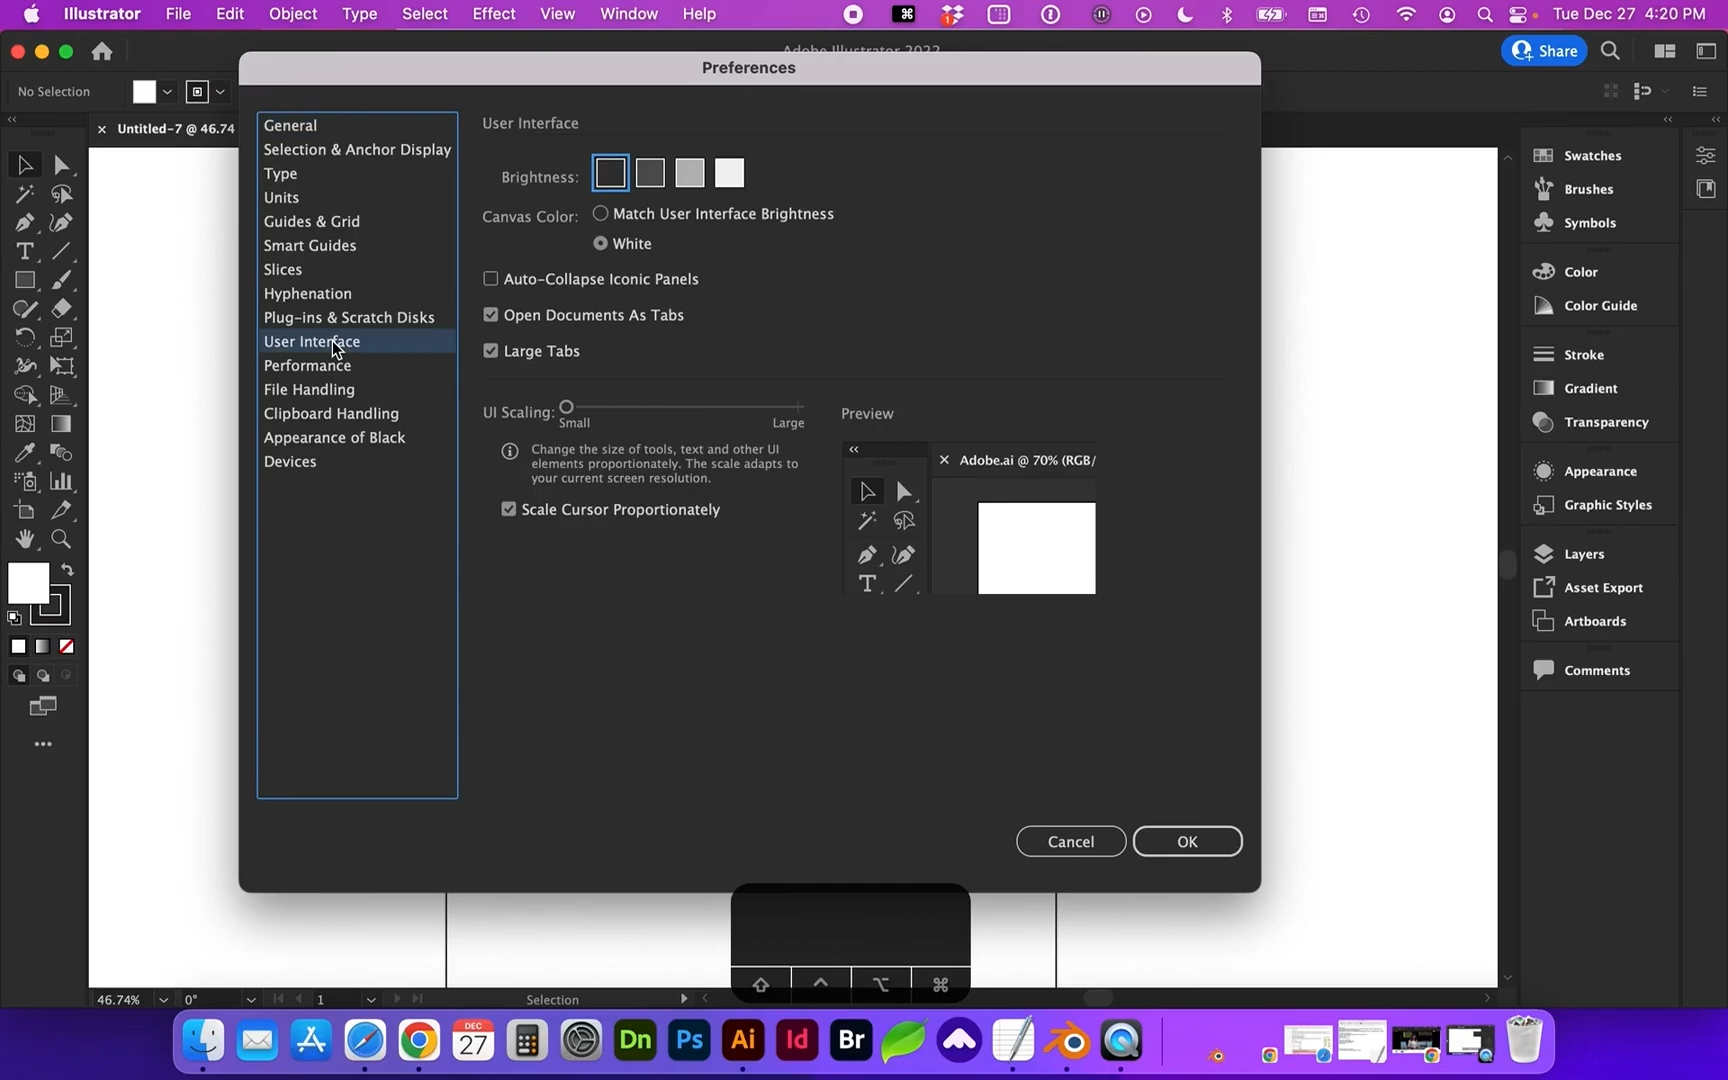 Illustrator File Edit Object Type Select Effect View Window Help Tue Dec 27 4:20 PM
Share
Preferences
No Selection
Untitled-7 @ 46.74
General
Selection & Anchor Display
Type
Units
Guides & Grid
Smart Guides
Slices
Hyphenation
Plug-ins & Scratch Disks
User Interface
Performance
File Handling
Clipboard Handling
Appearance of Black
Devices
User Interface
Brightness:
Canvas Color: Match User Interface Brightness
White
Auto-Collapse Iconic Panels
Open Documents As Tabs
Large Tabs
UI Scaling:
Small Large
Change the size of tools, text and other UI
elements proportionately. The scale adapts to
your current screen resolution.
Scale Cursor Proportionately
Preview
Adobe.ai @ 70% (RGB/
Cancel OK
Swatches
Brushes
Symbols
Color
Color Guide
Stroke
Gradient
Transparency
Appearance
Graphic Styles
Layers
Asset Export
Artboards
Comments
46.74% 0° 1 Selection
DEC
27
Dn Ps Ai Id Br